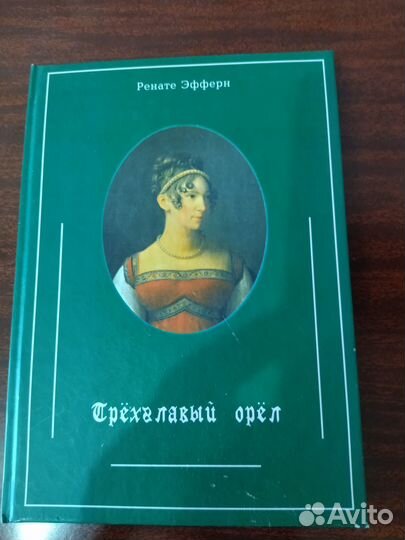 Ренате Эфферн
Трёхглавый орёл
Avito